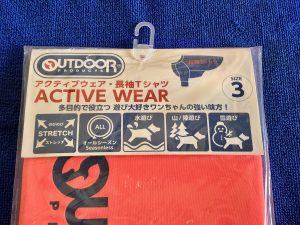 OUTDOOR
PRODUCTS
アクティブウェア・長袖Tシャツ
ACTIVE WEAR
多目的で役立つ 遊び大好きワンちゃんの強い味方！
SIZE
3
STRETCH
ストレッチ
ALL
オールシーズン
Seasonless
水遊び
山/陸遊び
雪遊び